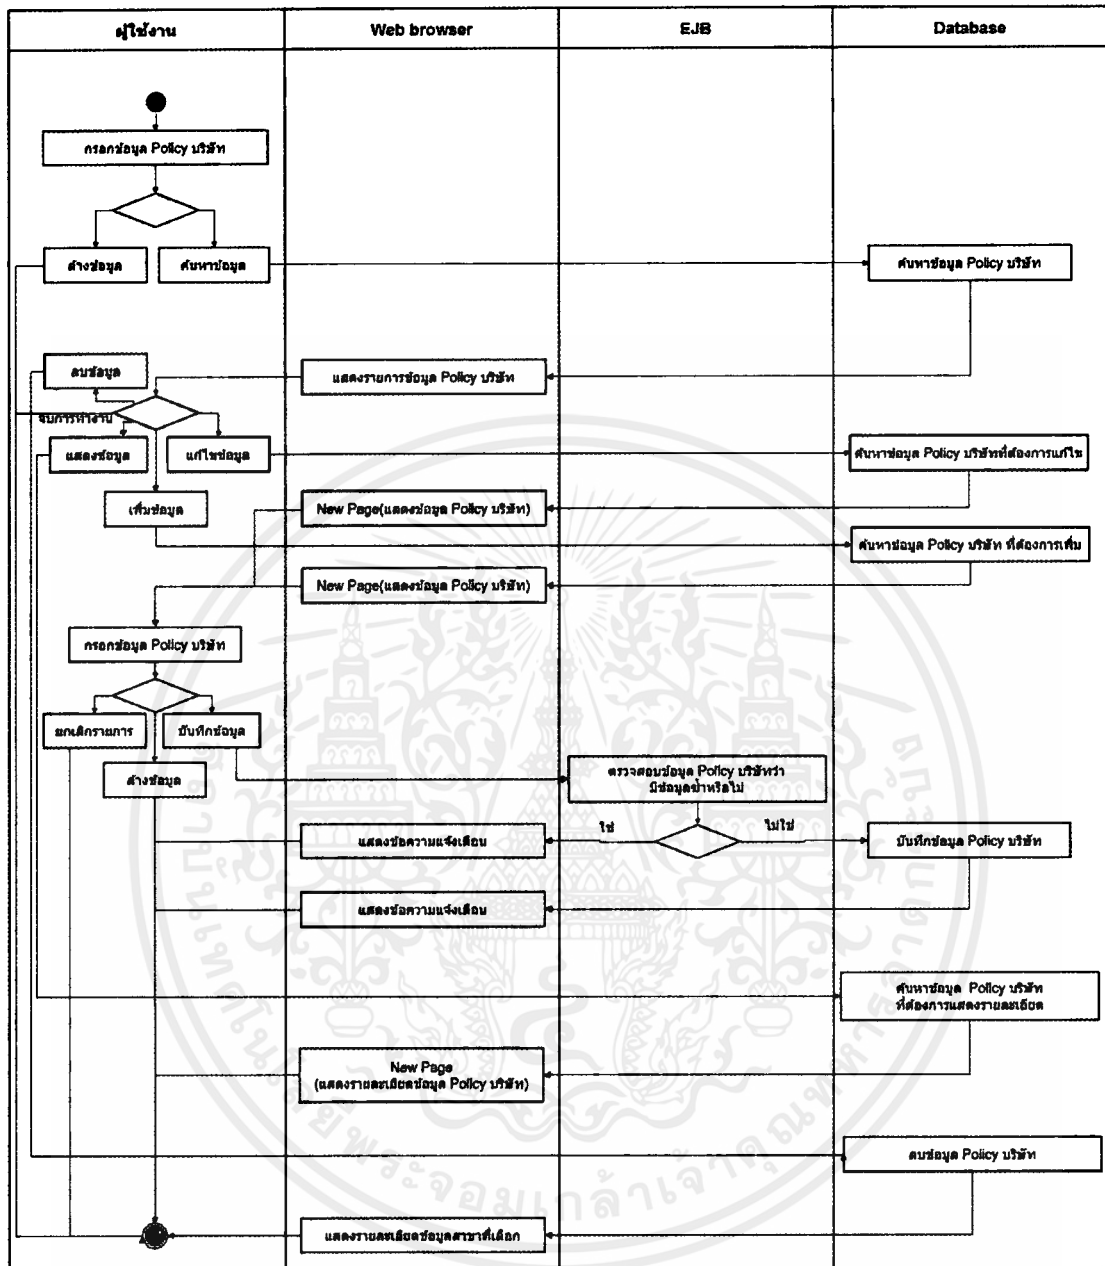 ผู้ใช้งาน
Web browser
EJB
Database
กรอกข้อมูล Policy บริษัท
ล้างข้อมูล
ค้นหาข้อมูล
ค้นหาข้อมูล Policy บริษัท
ลบข้อมูล
แสดงรายการข้อมูล Policy บริษัท
จบการทำงาน
แสดงข้อมูล
แก้ไขข้อมูล
ค้นหาข้อมูล Policy บริษัทที่ต้องการแก้ไข
เพิ่มข้อมูล
New Page(แสดงข้อมูล Policy บริษัท)
ค้นหาข้อมูล Policy บริษัท ที่ต้องการเพิ่ม
New Page(แสดงข้อมูล Policy บริษัท)
กรอกข้อมูล Policy บริษัท
ยกเลิกรายการ
บันทึกข้อมูล
ล้างข้อมูล
ตรวจสอบข้อมูล Policy บริษัทว่า
มีข้อมูลซ้ำหรือไม่
ใช่
ไม่ใช่
แสดงข้อความแจ้งเตือน
บันทึกข้อมูล Policy บริษัท
แสดงข้อความแจ้งเตือน
ค้นหาข้อมูล Policy บริษัท
ที่ต้องการแสดงรายละเอียด
New Page
(แสดงรายละเอียดข้อมูล Policy บริษัท)
ลบข้อมูล Policy บริษัท
แสดงรายละเอียดข้อมูลสาขาที่เลือก